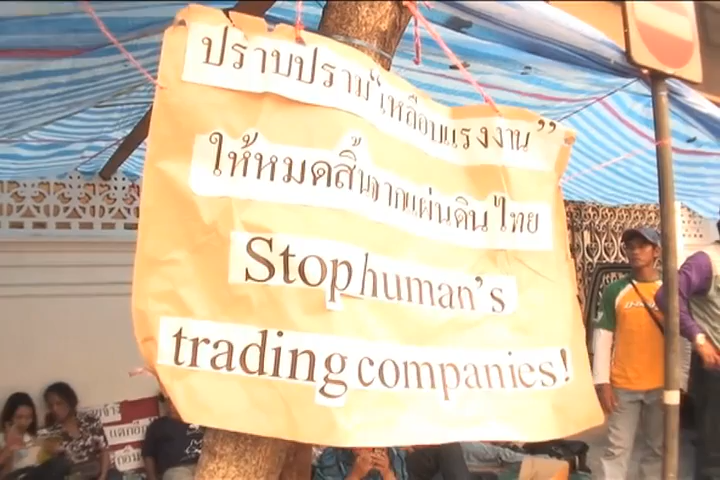 ปราบปราม“เหลือบแรงงาน”
ให้หมดสิ้นจากแผ่นดินไทย
Stop human's
trading companies!